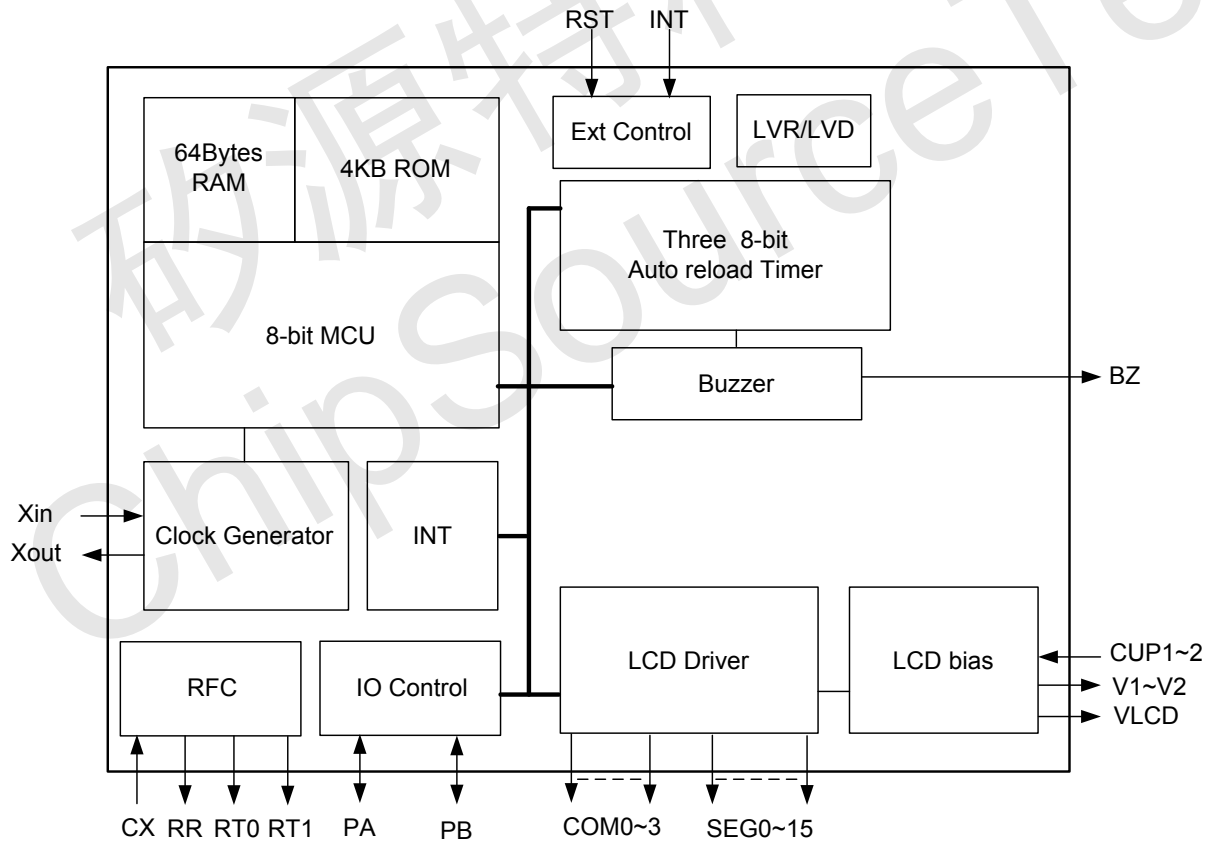 RST INT
64Bytes
RAM
4KB ROM
Ext Control
LVR/LVD
Three 8-bit
Auto reload Timer
8-bit MCU
Buzzer
BZ
Xin
Xout
Clock Generator
INT
RFC
IO Control
LCD Driver
LCD bias
CUP1~2
V1~V2
VLCD
CX RR RT0 RT1 PA PB COM0~3 SEG0~15
矽源特
ChipSourceTe